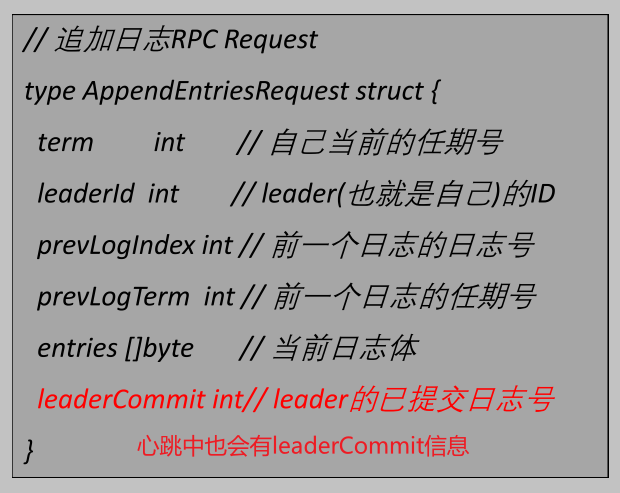 // 追加日志RPC Request
type AppendEntriesRequest struct {
term int // 自己当前的任期号
leaderId int // leader(也就是自己)的ID
prevLogIndex int // 前一个日志的日志号
prevLogTerm int // 前一个日志的任期号
entries []byte // 当前日志体
leaderCommit int// leader的已提交日志号
} 心跳中也会有leaderCommit信息